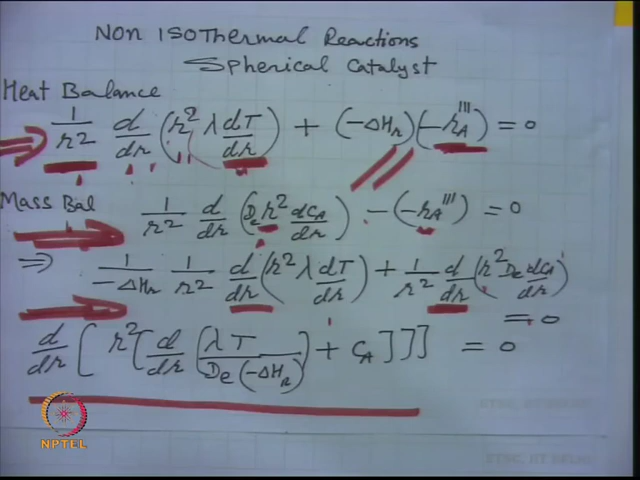 Non ISOthermal Reactions
Spherical Catalyst
Heat Balance
1/r² d/dr (r² λ dT/dr) + (-ΔHr)(-rA''') = 0
Mass Bal 1/r² d/dr (De r² dCA/dr) - (-rA''') = 0
⇒ 1/-ΔHr 1/r² d/dr (r² λ dT/dr) + 1/r² d/dr (r² De dCA/dr) = 0
d/dr [ r² [ d/dr ( λT/De(-ΔHr) + CA ] ] ] = 0
NPTEL